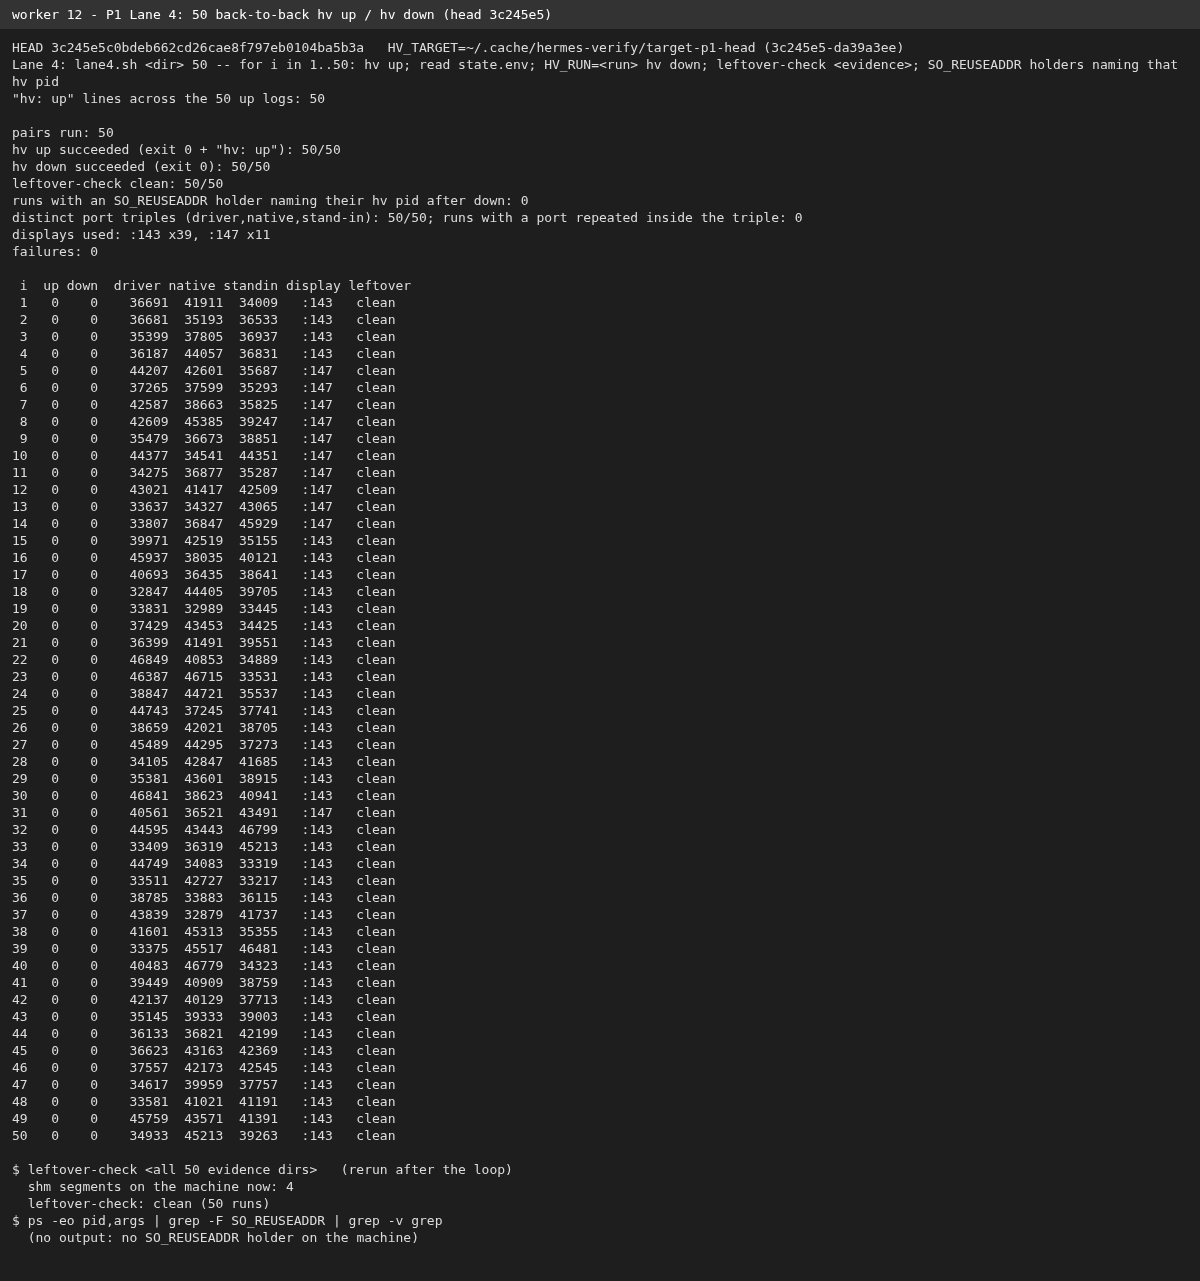 worker 12 - P1 Lane 4: 50 back-to-back hv up / hv down (head 3c245e5)
HEAD 3c245e5c0bdeb662cd26cae8f797eb0104ba5b3a   HV_TARGET=~/.cache/hermes-verify/target-p1-head (3c245e5-da39a3ee)
Lane 4: lane4.sh <dir> 50 -- for i in 1..50: hv up; read state.env; HV_RUN=<run> hv down; leftover-check <evidence>; SO_REUSEADDR holders naming that
hv pid
"hv: up" lines across the 50 up logs: 50
pairs run: 50
hv up succeeded (exit 0 + "hv: up"): 50/50
hv down succeeded (exit 0): 50/50
leftover-check clean: 50/50
runs with an SO_REUSEADDR holder naming their hv pid after down: 0
distinct port triples (driver,native,stand-in): 50/50; runs with a port repeated inside the triple: 0
displays used: :143 x39, :147 x11
failures: 0
 i  up down  driver native standin display leftover
 1   0    0    36691  41911  34009   :143   clean
 2   0    0    36681  35193  36533   :143   clean
 3   0    0    35399  37805  36937   :143   clean
 4   0    0    36187  44057  36831   :143   clean
 5   0    0    44207  42601  35687   :147   clean
 6   0    0    37265  37599  35293   :147   clean
 7   0    0    42587  38663  35825   :147   clean
 8   0    0    42609  45385  39247   :147   clean
 9   0    0    35479  36673  38851   :147   clean
10   0    0    44377  34541  44351   :147   clean
11   0    0    34275  36877  35287   :147   clean
12   0    0    43021  41417  42509   :147   clean
13   0    0    33637  34327  43065   :147   clean
14   0    0    33807  36847  45929   :147   clean
15   0    0    39971  42519  35155   :143   clean
16   0    0    45937  38035  40121   :143   clean
17   0    0    40693  36435  38641   :143   clean
18   0    0    32847  44405  39705   :143   clean
19   0    0    33831  32989  33445   :143   clean
20   0    0    37429  43453  34425   :143   clean
21   0    0    36399  41491  39551   :143   clean
22   0    0    46849  40853  34889   :143   clean
23   0    0    46387  46715  33531   :143   clean
24   0    0    38847  44721  35537   :143   clean
25   0    0    44743  37245  37741   :143   clean
26   0    0    38659  42021  38705   :143   clean
27   0    0    45489  44295  37273   :143   clean
28   0    0    34105  42847  41685   :143   clean
29   0    0    35381  43601  38915   :143   clean
30   0    0    46841  38623  40941   :143   clean
31   0    0    40561  36521  43491   :147   clean
32   0    0    44595  43443  46799   :143   clean
33   0    0    33409  36319  45213   :143   clean
34   0    0    44749  34083  33319   :143   clean
35   0    0    33511  42727  33217   :143   clean
36   0    0    38785  33883  36115   :143   clean
37   0    0    43839  32879  41737   :143   clean
38   0    0    41601  45313  35355   :143   clean
39   0    0    33375  45517  46481   :143   clean
40   0    0    40483  46779  34323   :143   clean
41   0    0    39449  40909  38759   :143   clean
42   0    0    42137  40129  37713   :143   clean
43   0    0    35145  39333  39003   :143   clean
44   0    0    36133  36821  42199   :143   clean
45   0    0    36623  43163  42369   :143   clean
46   0    0    37557  42173  42545   :143   clean
47   0    0    34617  39959  37757   :143   clean
48   0    0    33581  41021  41191   :143   clean
49   0    0    45759  43571  41391   :143   clean
50   0    0    34933  45213  39263   :143   clean
$ leftover-check <all 50 evidence dirs>   (rerun after the loop)
  shm segments on the machine now: 4
  leftover-check: clean (50 runs)
$ ps -eo pid,args | grep -F SO_REUSEADDR | grep -v grep
  (no output: no SO_REUSEADDR holder on the machine)